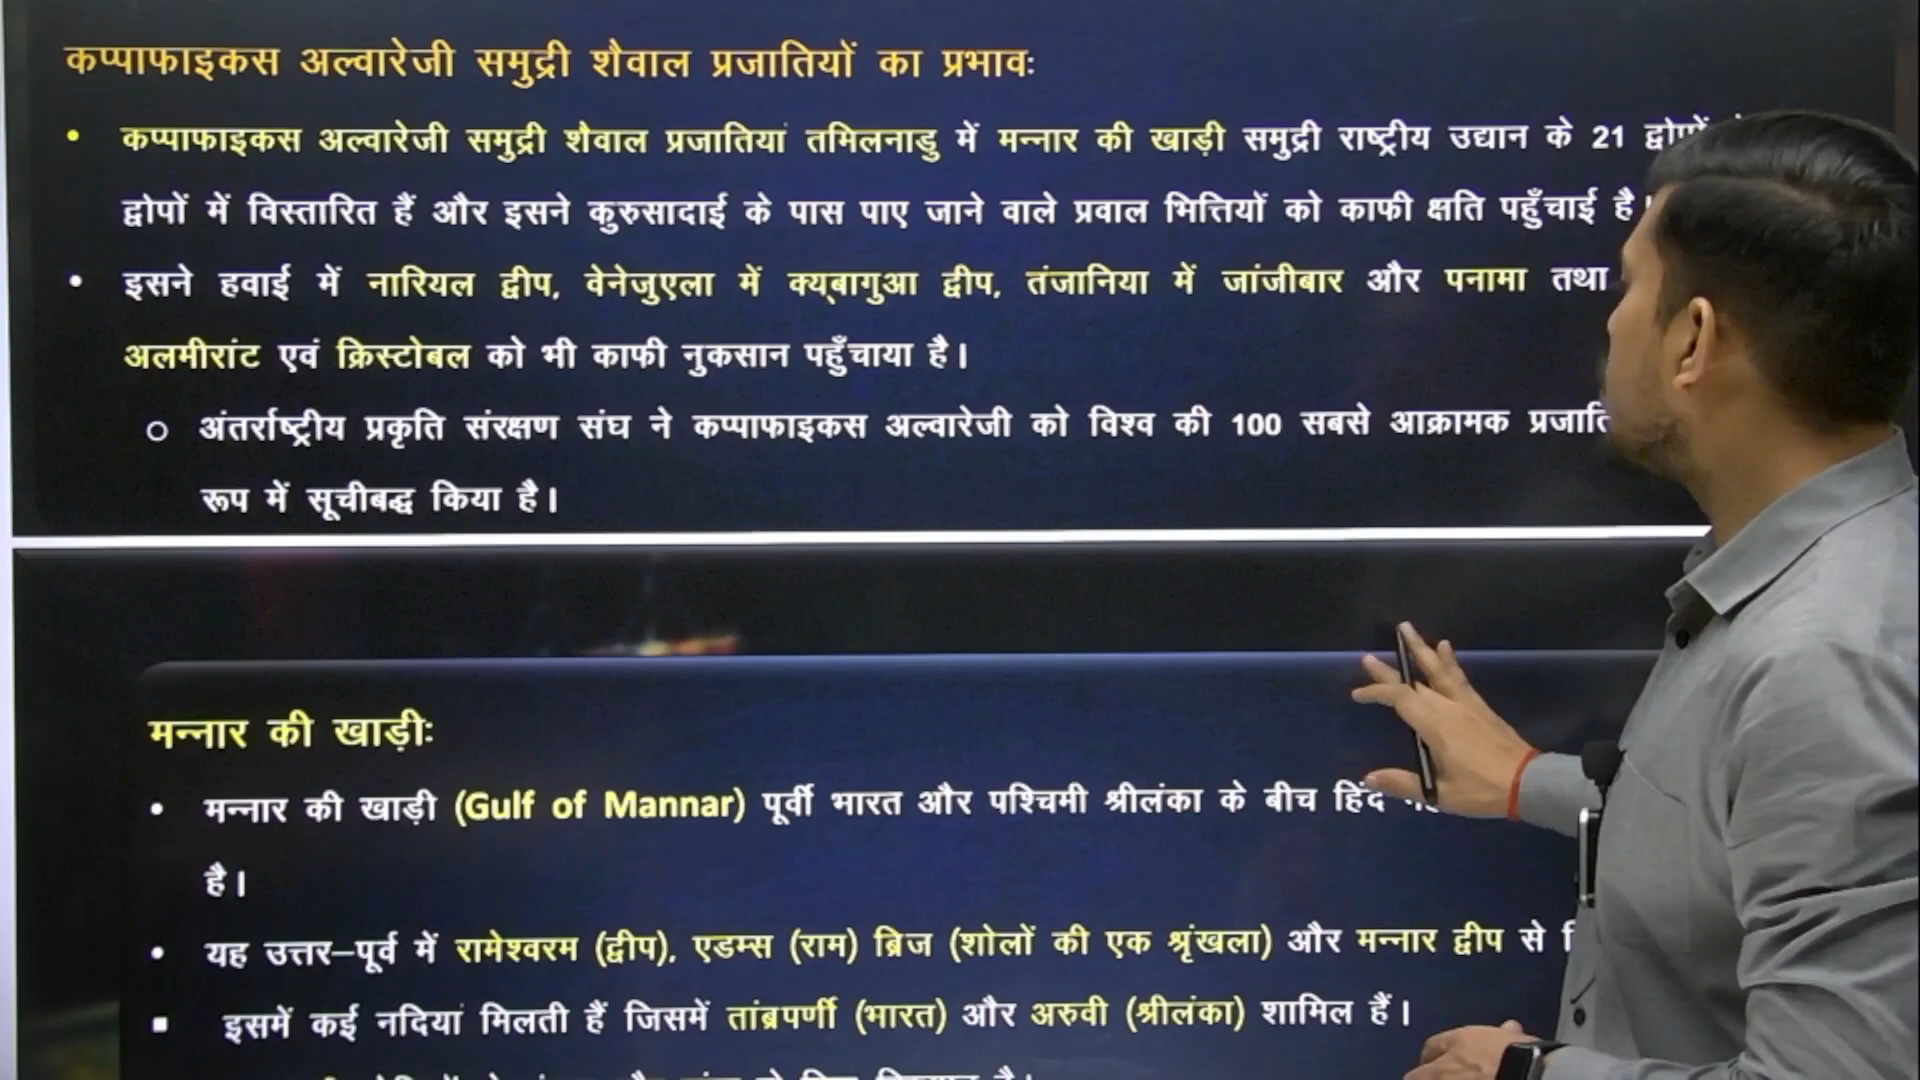 कप्पाफाइकस अल्वारेजी समुद्री शैवाल प्रजातियों का प्रभावः
• कप्पाफाइकस अल्वारेजी समुद्री शैवाल प्रजातियां तमिलनाडु में मन्नार की खाड़ी समुद्री राष्ट्रीय उद्यान के 21
द्वीपों में विस्तारित हैं और इसने कुरुसादाई के पास पाए जाने वाले प्रवाल भित्तियों को काफी क्षति पहुँचाई है।
• इसने हवाई में नारियल द्वीप, वेनेजुएला में क्यूबागुआ द्वीप, तंजानिया में जांजीबार और पनामा तथा
अलमीरांट एवं क्रिस्टोबल को भी काफी नुकसान पहुँचाया है।
○ अंतर्राष्ट्रीय प्रकृति संरक्षण संघ ने कप्पाफाइकस अल्वारेजी को विश्व की 100 सबसे आक्रामक
रूप में सूचीबद्ध किया है।
मन्नार की खाड़ीः
• मन्नार की खाड़ी (Gulf of Mannar) पूर्वी भारत और पश्चिमी श्रीलंका के बीच हिंद
है।
• यह उत्तर–पूर्व में रामेश्वरम (द्वीप), एडम्स (राम) ब्रिज (शोलों की एक श्रृंखला) और मन्नार द्वीप से
▪ इसमें कई नदियां मिलती हैं जिसमें तांब्रपर्णी (भारत) और अरुवी (श्रीलंका) शामिल हैं।